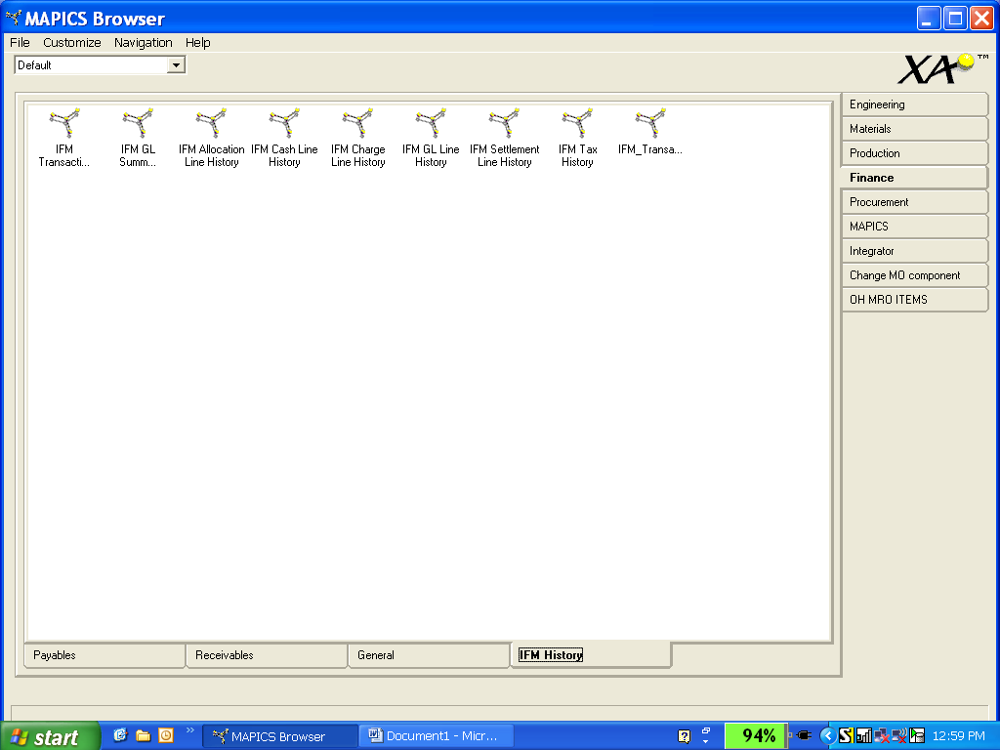 MAPICS Browser
File Customize Navigation Help
Default
XA™
IFM Transacti...
IFM GL Summ...
IFM Allocation Line History
IFM Cash Line History
IFM Charge Line History
IFM GL Line History
IFM Settlement Line History
IFM Tax History
IFM_Transa...
Engineering
Materials
Production
Finance
Procurement
MAPICS
Integrator
Change MO component
OH MRO ITEMS
Payables
Receivables
General
IFM History
start
MAPICS Browser
Document1 - Micr...
94%
12:59 PM